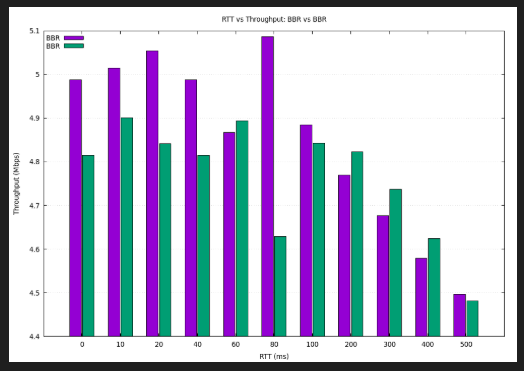 RTT vs Throughput: BBR vs BBR
BBR
BBR
5.1
5
4.9
4.8
4.7
4.6
4.5
4.4
Throughput (Mbps)
0 10 20 40 60 80 100 200 300 400 500
RTT (ms)